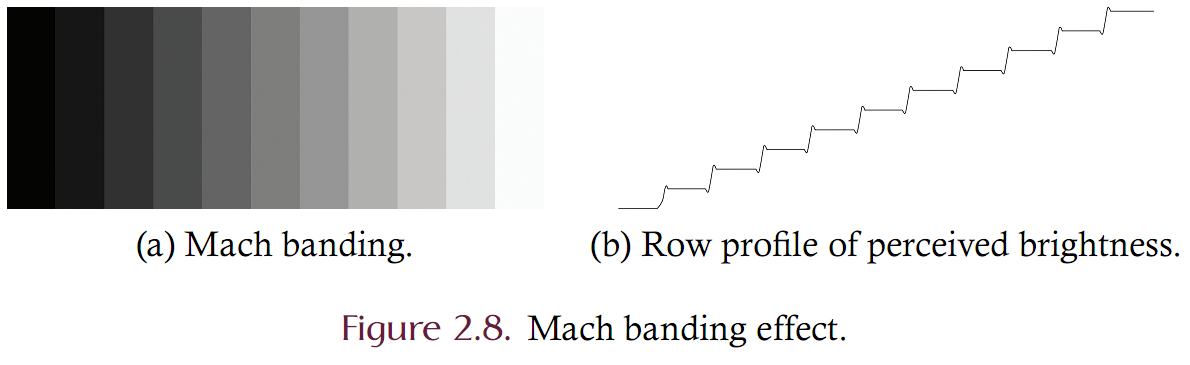 (a) Mach banding.
(b) Row profile of perceived brightness.
Figure 2.8. Mach banding effect.